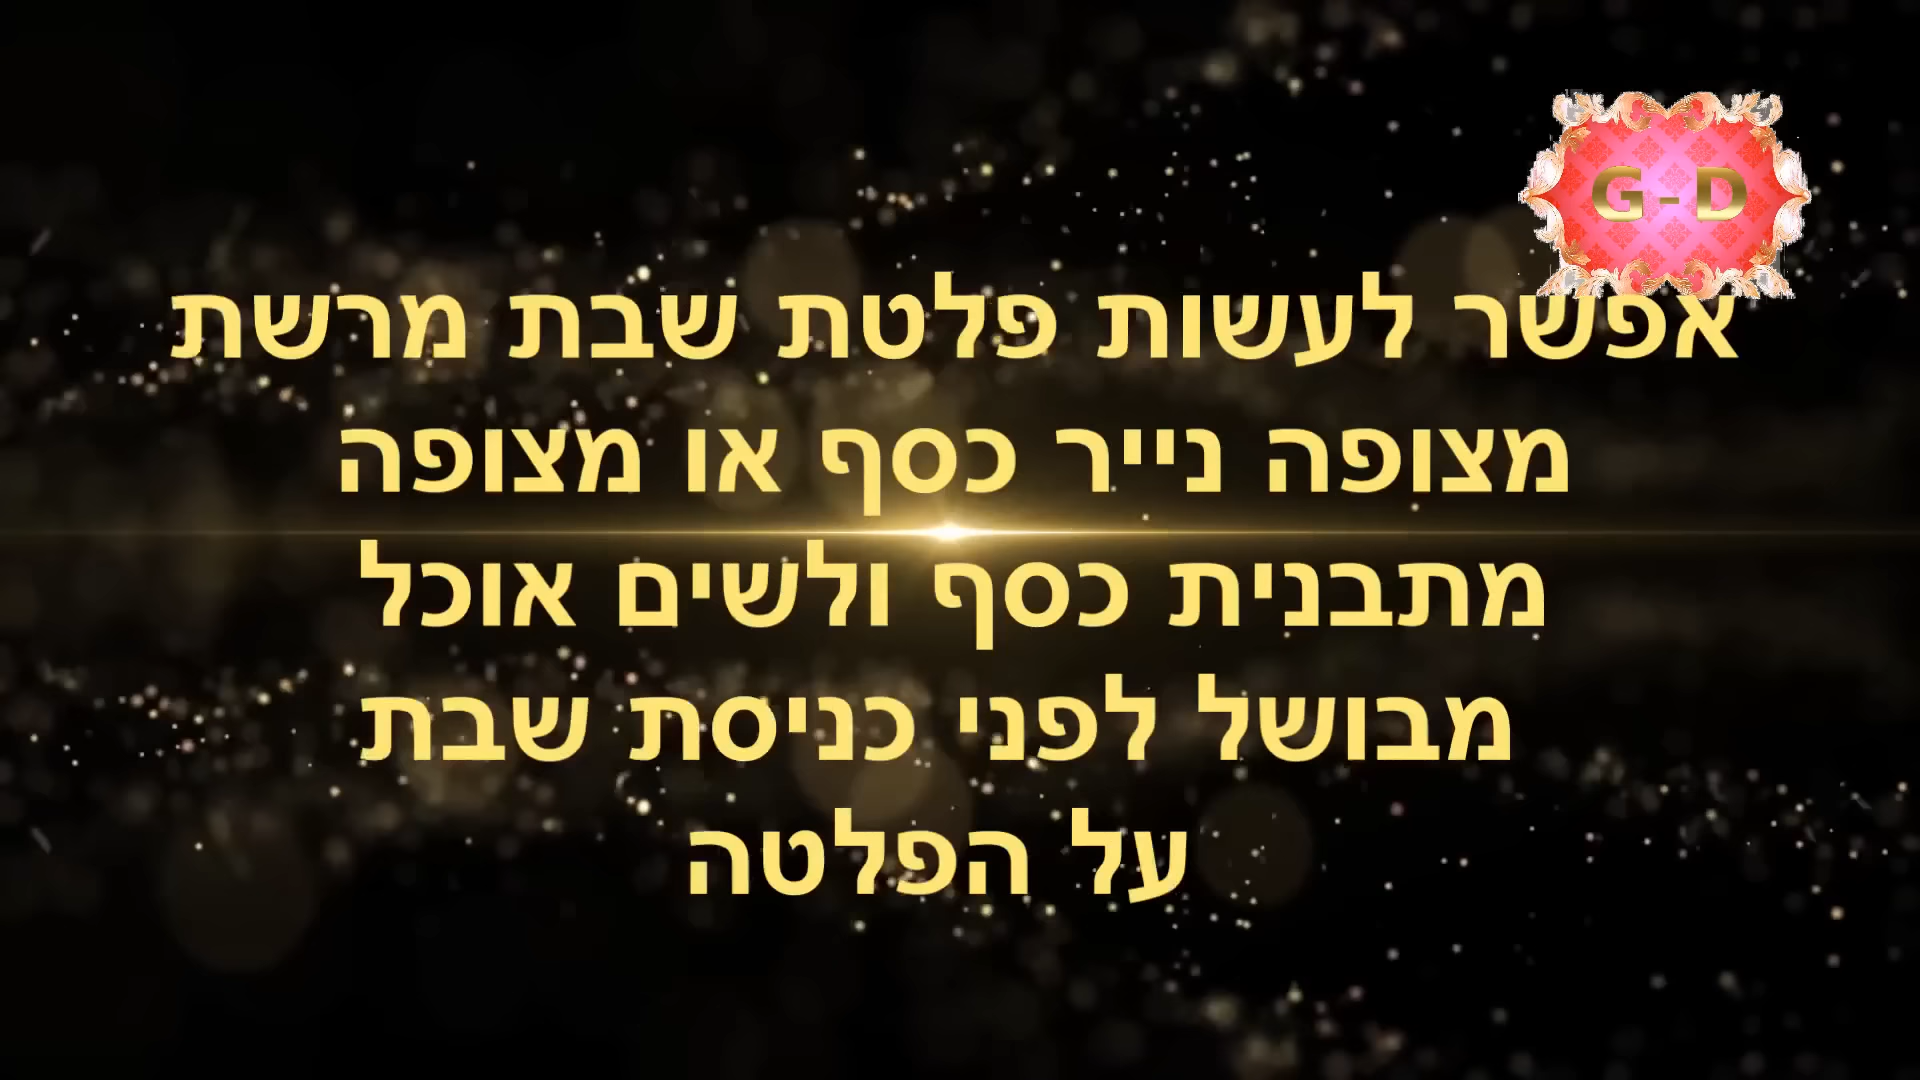 G-D
אפשר לעשות פלטת שבת מרשת
מצופה נייר כסף או מצופה
מתבנית כסף ולשים אוכל
מבושל לפני כניסת שבת
על הפלטה